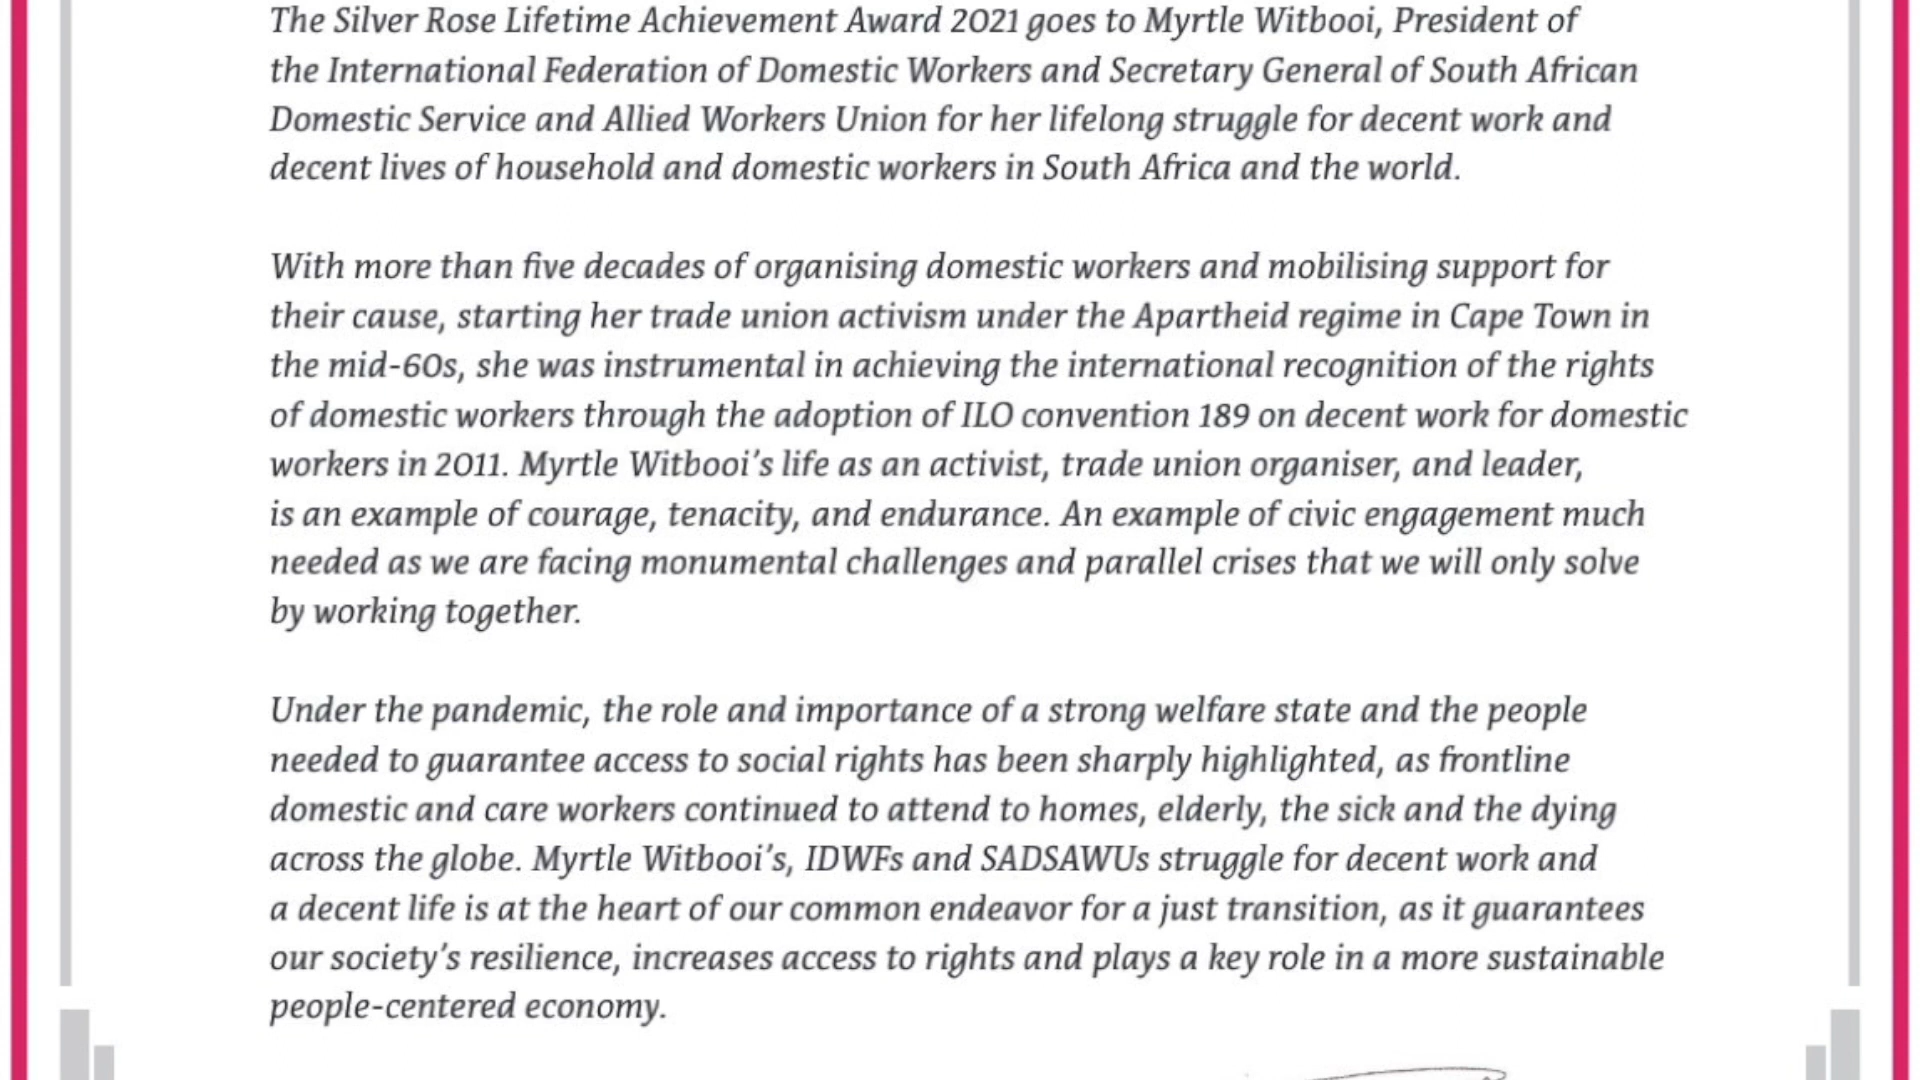 The Silver Rose Lifetime Achievement Award 2021 goes to Myrtle Witbooi, President of
the International Federation of Domestic Workers and Secretary General of South African
Domestic Service and Allied Workers Union for her lifelong struggle for decent work and
decent lives of household and domestic workers in South Africa and the world.
With more than five decades of organising domestic workers and mobilising support for
their cause, starting her trade union activism under the Apartheid regime in Cape Town in
the mid-60s, she was instrumental in achieving the international recognition of the rights
of domestic workers through the adoption of ILO convention 189 on decent work for domestic
workers in 2011. Myrtle Witbooi’s life as an activist, trade union organiser, and leader,
is an example of courage, tenacity, and endurance. An example of civic engagement much
needed as we are facing monumental challenges and parallel crises that we will only solve
by working together.
Under the pandemic, the role and importance of a strong welfare state and the people
needed to guarantee access to social rights has been sharply highlighted, as frontline
domestic and care workers continued to attend to homes, elderly, the sick and the dying
across the globe. Myrtle Witbooi’s, IDWFs and SADSAWUs struggle for decent work and
a decent life is at the heart of our common endeavor for a just transition, as it guarantees
our society’s resilience, increases access to rights and plays a key role in a more sustainable
people-centered economy.